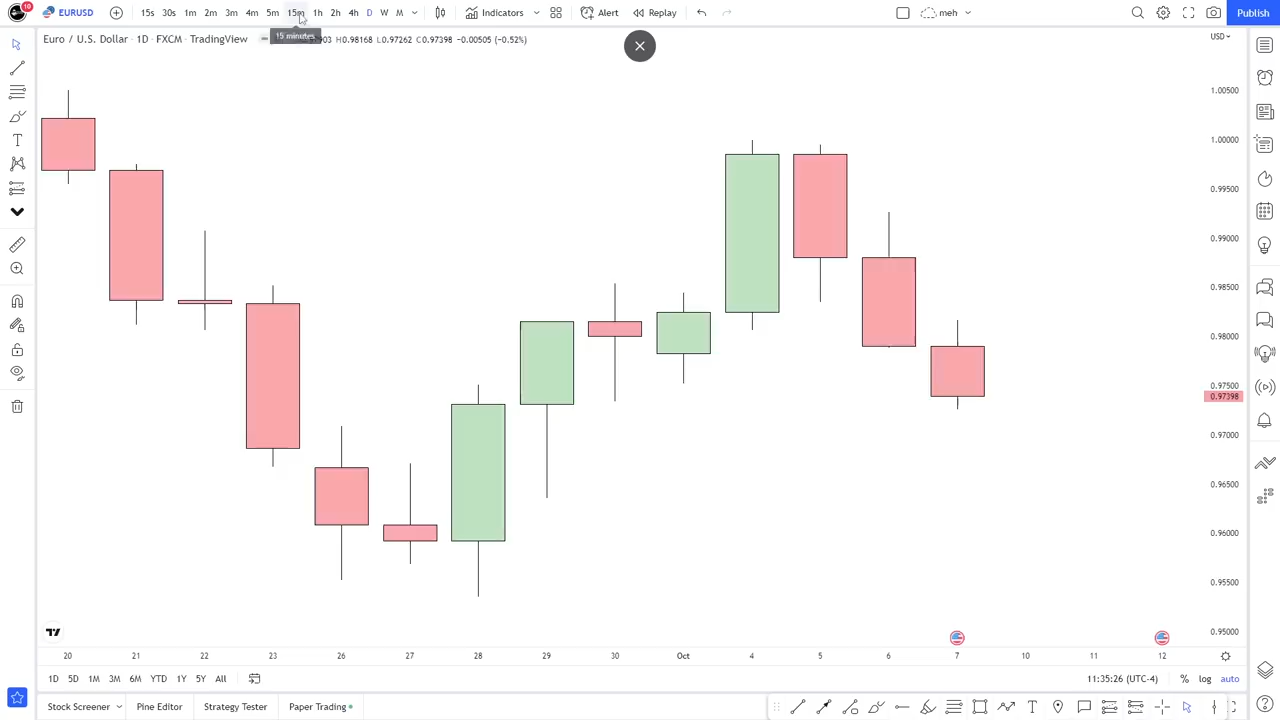 10 EURUSD 15s 30s 1m 2m 3m 4m 5m 15m 1h 2h 4h D W M Indicators Alert Replay meh Publish
Euro / U.S. Dollar · 1D · FXCM · TradingView H0.98168 L0.97262 C0.97398 −0.00505 (−0.52%) USD
15 minutes
1.00500
1.00000
0.99500
0.99000
0.98500
0.98000
0.97500
0.97398
0.97000
0.96500
0.96000
0.95500
0.95000
20 21 22 23 26 27 28 29 30 Oct 4 5 6 7 10 11 12
1D 5D 1M 3M 6M YTD 1Y 5Y All 11:35:26 (UTC-4) % log auto
Stock Screener Pine Editor Strategy Tester Paper Trading